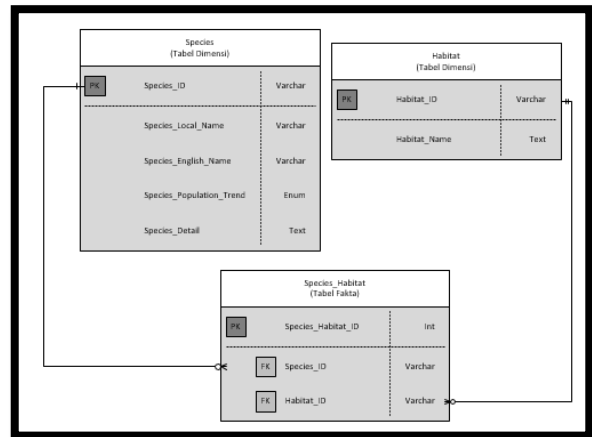 Species
(Tabel Dimensi)
PK Species_ID Varchar
Species_Local_Name Varchar
Species_English_Name Varchar
Species_Population_Trend Enum
Species_Detail Text
Habitat
(Tabel Dimensi)
PK Habitat_ID Varchar
Habitat_Name Text
Species_Habitat
(Tabel Fakta)
PK Species_Habitat_ID Int
FK Species_ID Varchar
FK Habitat_ID Varchar